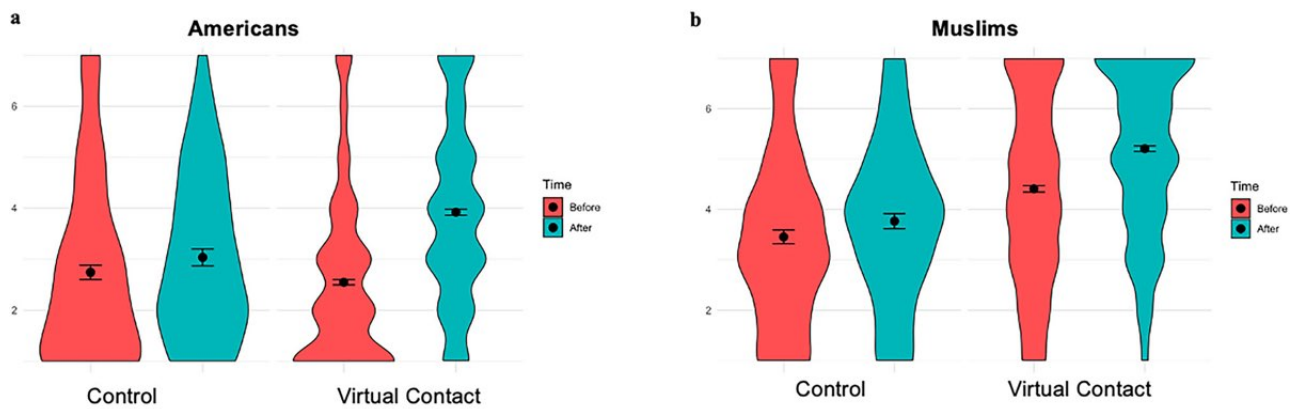 a
Americans
6
4
2
Control
Virtual Contact
Time
Before
After
b
Muslims
6
4
2
Control
Virtual Contact
Time
Before
After